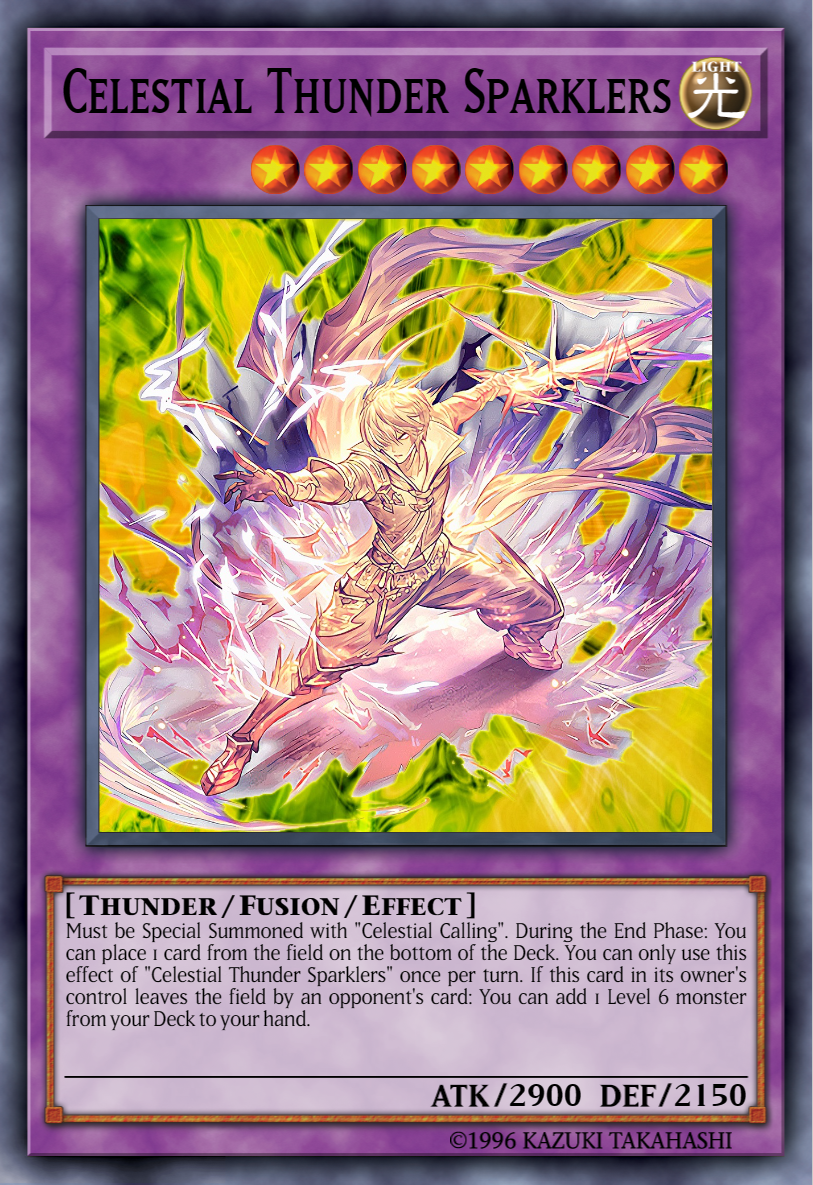 Celestial Thunder Sparklers
LIGHT
光
[Thunder/Fusion/Effect]
Must be Special Summoned with "Celestial Calling". During the End Phase: You
can place 1 card from the field on the bottom of the Deck. You can only use this
effect of "Celestial Thunder Sparklers" once per turn. If this card in its owner's
control leaves the field by an opponent's card: You can add 1 Level 6 monster
from your Deck to your hand.
ATK/2900 DEF/2150
©1996 KAZUKI TAKAHASHI